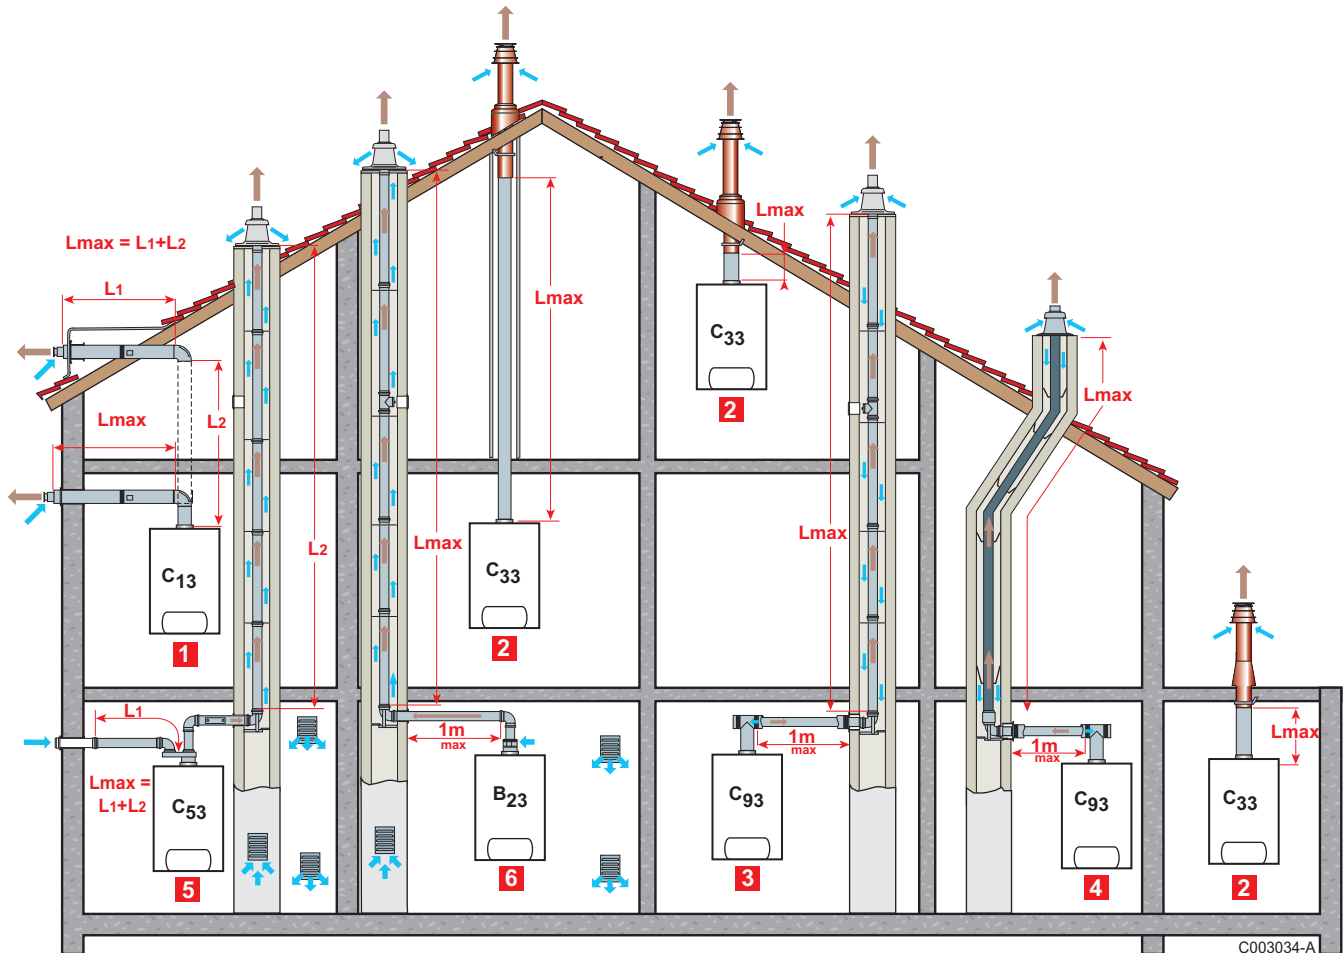 Lmax = L1+L2
L1
Lmax
L2
C13
1
L1
Lmax =
L1+L2
C53
5
L2
Lmax
1m
max
B23
6
Lmax
C33
2
Lmax
C33
2
Lmax
1m
max
C93
3
Lmax
1m
max
C93
4
Lmax
C33
2
C003034-A